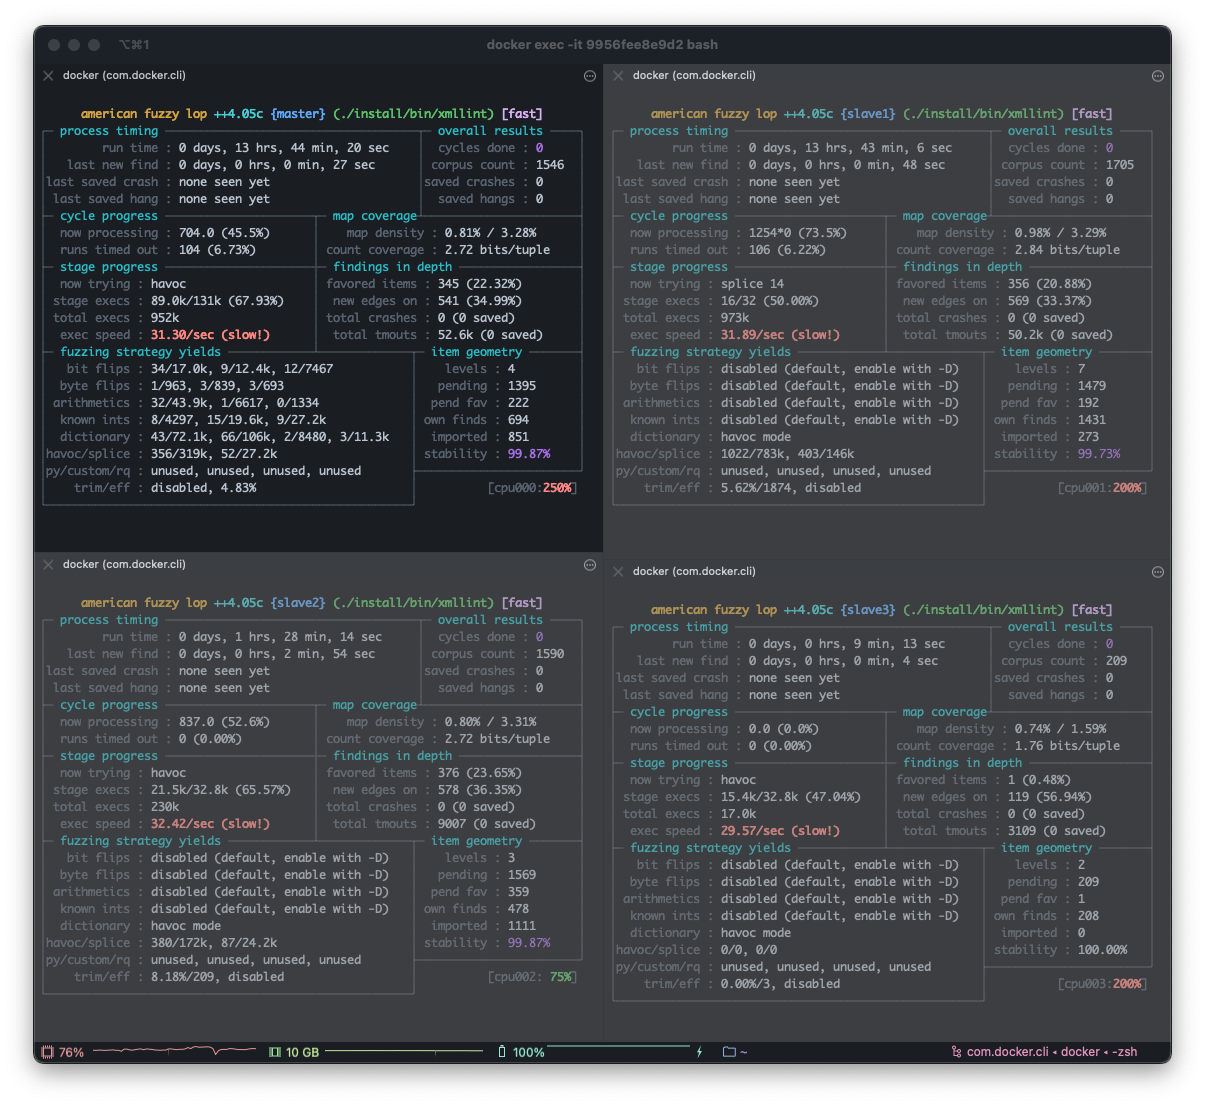 ⌥⌘1 docker exec -it 9956fee8e9d2 bash
docker (com.docker.cli)
american fuzzy lop ++4.05c {master} (./install/bin/xmllint) [fast]
process timing overall results
run time : 0 days, 13 hrs, 44 min, 20 sec cycles done : 0
last new find : 0 days, 0 hrs, 0 min, 27 sec corpus count : 1546
last saved crash : none seen yet saved crashes : 0
last saved hang : none seen yet saved hangs : 0
cycle progress map coverage
now processing : 704.0 (45.5%) map density : 0.81% / 3.28%
runs timed out : 104 (6.73%) count coverage : 2.72 bits/tuple
stage progress findings in depth
now trying : havoc favored items : 345 (22.32%)
stage execs : 89.0k/131k (67.93%) new edges on : 541 (34.99%)
total execs : 952k total crashes : 0 (0 saved)
exec speed : 31.30/sec (slow!) total tmouts : 52.6k (0 saved)
fuzzing strategy yields item geometry
bit flips : 34/17.0k, 9/12.4k, 12/7467 levels : 4
byte flips : 1/963, 3/839, 3/693 pending : 1395
arithmetics : 32/43.9k, 1/6617, 0/1334 pend fav : 222
known ints : 8/4297, 15/19.6k, 9/27.2k own finds : 694
dictionary : 43/72.1k, 66/106k, 2/8480, 3/11.3k imported : 851
havoc/splice : 356/319k, 52/27.2k stability : 99.87%
py/custom/rq : unused, unused, unused, unused
trim/eff : disabled, 4.83% [cpu000:250%]
docker (com.docker.cli)
american fuzzy lop ++4.05c {slave1} (./install/bin/xmllint) [fast]
process timing overall results
run time : 0 days, 13 hrs, 43 min, 6 sec cycles done : 0
last new find : 0 days, 0 hrs, 0 min, 48 sec corpus count : 1705
last saved crash : none seen yet saved crashes : 0
last saved hang : none seen yet saved hangs : 0
cycle progress map coverage
now processing : 1254*0 (73.5%) map density : 0.98% / 3.29%
runs timed out : 106 (6.22%) count coverage : 2.84 bits/tuple
stage progress findings in depth
now trying : splice 14 favored items : 356 (20.88%)
stage execs : 16/32 (50.00%) new edges on : 569 (33.37%)
total execs : 973k total crashes : 0 (0 saved)
exec speed : 31.89/sec (slow!) total tmouts : 50.2k (0 saved)
fuzzing strategy yields item geometry
bit flips : disabled (default, enable with -D) levels : 7
byte flips : disabled (default, enable with -D) pending : 1479
arithmetics : disabled (default, enable with -D) pend fav : 192
known ints : disabled (default, enable with -D) own finds : 1431
dictionary : havoc mode imported : 273
havoc/splice : 1022/783k, 403/146k stability : 99.73%
py/custom/rq : unused, unused, unused, unused
trim/eff : 5.62%/1874, disabled [cpu001:200%]
docker (com.docker.cli)
american fuzzy lop ++4.05c {slave2} (./install/bin/xmllint) [fast]
process timing overall results
run time : 0 days, 1 hrs, 28 min, 14 sec cycles done : 0
last new find : 0 days, 0 hrs, 2 min, 54 sec corpus count : 1590
last saved crash : none seen yet saved crashes : 0
last saved hang : none seen yet saved hangs : 0
cycle progress map coverage
now processing : 837.0 (52.6%) map density : 0.80% / 3.31%
runs timed out : 0 (0.00%) count coverage : 2.72 bits/tuple
stage progress findings in depth
now trying : havoc favored items : 376 (23.65%)
stage execs : 21.5k/32.8k (65.57%) new edges on : 578 (36.35%)
total execs : 230k total crashes : 0 (0 saved)
exec speed : 32.42/sec (slow!) total tmouts : 9007 (0 saved)
fuzzing strategy yields item geometry
bit flips : disabled (default, enable with -D) levels : 3
byte flips : disabled (default, enable with -D) pending : 1569
arithmetics : disabled (default, enable with -D) pend fav : 359
known ints : disabled (default, enable with -D) own finds : 478
dictionary : havoc mode imported : 1111
havoc/splice : 380/172k, 87/24.2k stability : 99.87%
py/custom/rq : unused, unused, unused, unused
trim/eff : 8.18%/209, disabled [cpu002: 75%]
docker (com.docker.cli)
american fuzzy lop ++4.05c {slave3} (./install/bin/xmllint) [fast]
process timing overall results
run time : 0 days, 0 hrs, 9 min, 13 sec cycles done : 0
last new find : 0 days, 0 hrs, 0 min, 4 sec corpus count : 209
last saved crash : none seen yet saved crashes : 0
last saved hang : none seen yet saved hangs : 0
cycle progress map coverage
now processing : 0.0 (0.0%) map density : 0.74% / 1.59%
runs timed out : 0 (0.00%) count coverage : 1.76 bits/tuple
stage progress findings in depth
now trying : havoc favored items : 1 (0.48%)
stage execs : 15.4k/32.8k (47.04%) new edges on : 119 (56.94%)
total execs : 17.0k total crashes : 0 (0 saved)
exec speed : 29.57/sec (slow!) total tmouts : 3109 (0 saved)
fuzzing strategy yields item geometry
bit flips : disabled (default, enable with -D) levels : 2
byte flips : disabled (default, enable with -D) pending : 209
arithmetics : disabled (default, enable with -D) pend fav : 1
known ints : disabled (default, enable with -D) own finds : 208
dictionary : havoc mode imported : 0
havoc/splice : 0/0, 0/0 stability : 100.00%
py/custom/rq : unused, unused, unused, unused
trim/eff : 0.00%/3, disabled [cpu003:200%]
76% 10 GB 100% ~ com.docker.cli ◂ docker ◂ -zsh